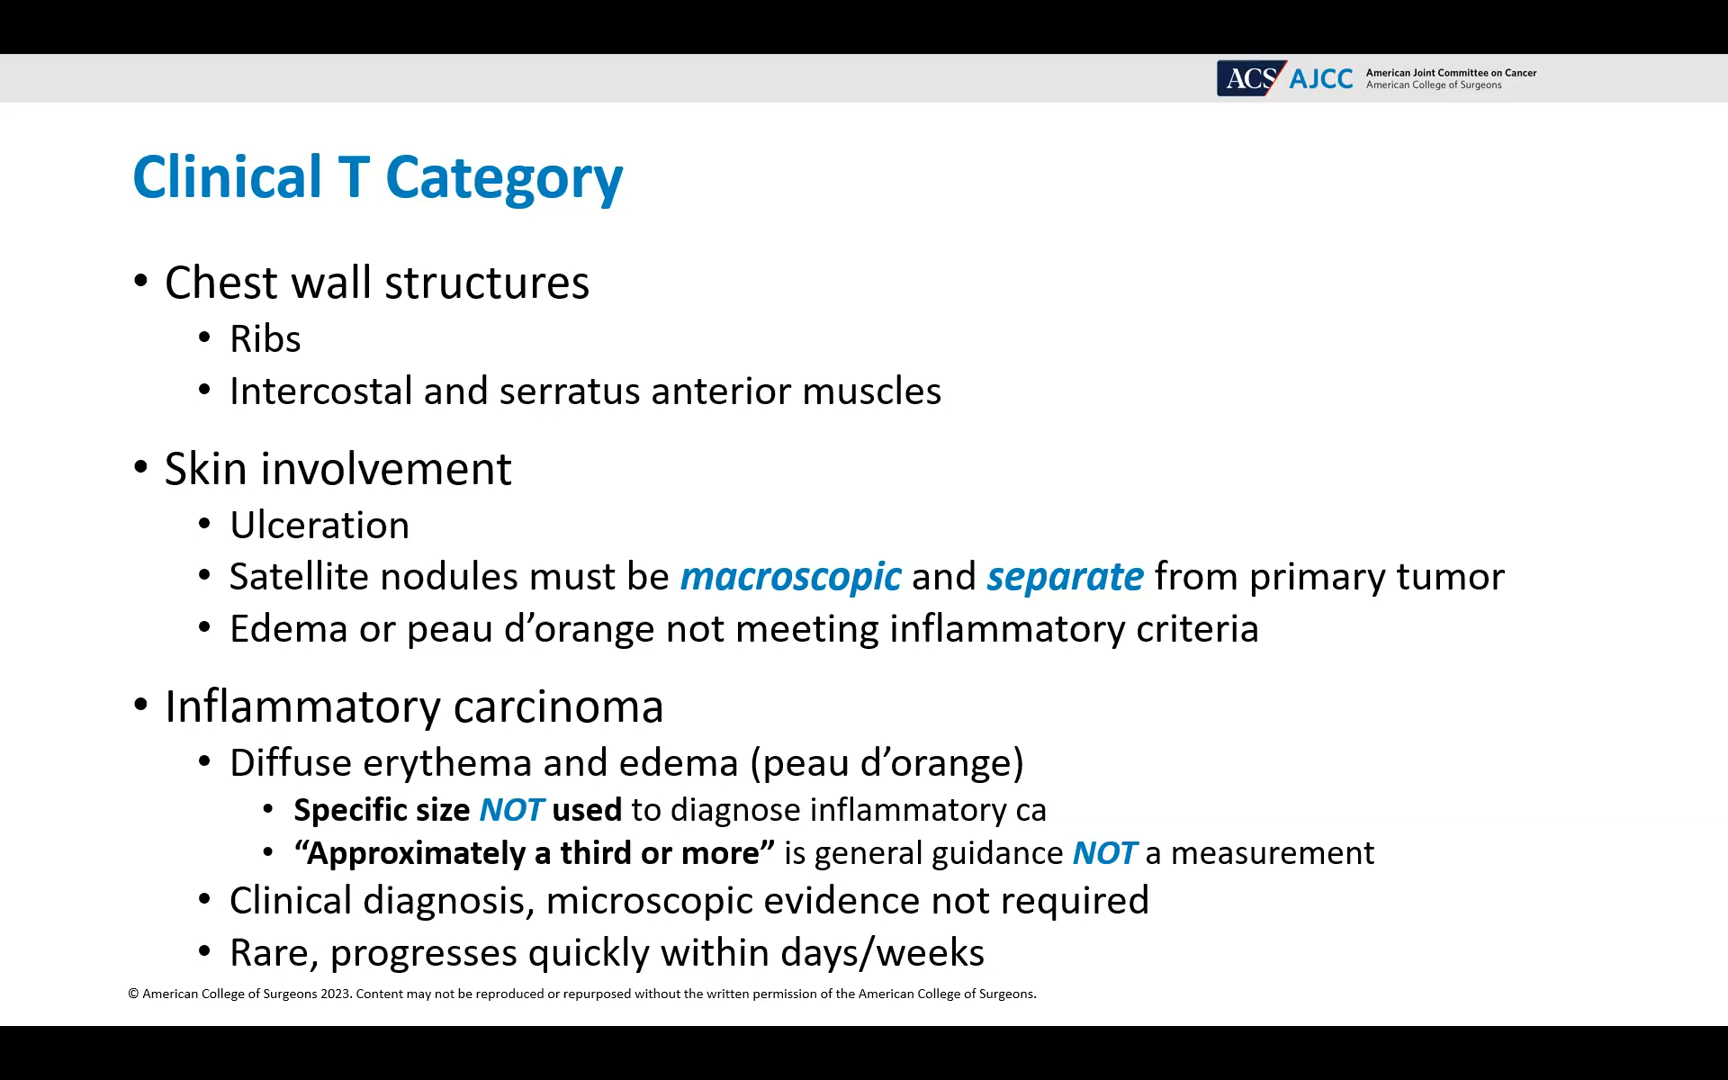 ACS AJCC American Joint Committee on Cancer
American College of Surgeons
Clinical T Category
• Chest wall structures
• Ribs
• Intercostal and serratus anterior muscles
• Skin involvement
• Ulceration
• Satellite nodules must be macroscopic and separate from primary tumor
• Edema or peau d’orange not meeting inflammatory criteria
• Inflammatory carcinoma
• Diffuse erythema and edema (peau d’orange)
• Specific size NOT used to diagnose inflammatory ca
• “Approximately a third or more” is general guidance NOT a measurement
• Clinical diagnosis, microscopic evidence not required
• Rare, progresses quickly within days/weeks
© American College of Surgeons 2023. Content may not be reproduced or repurposed without the written permission of the American College of Surgeons.